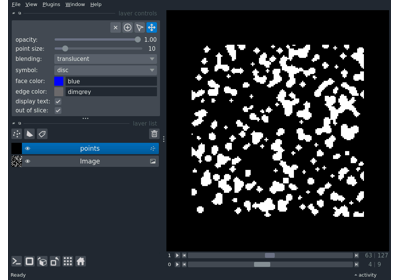 File View Plugins Window Help
layer controls
opacity: 1.00
point size: 10
blending: translucent
symbol: disc
face color: blue
edge color: dimgrey
display text:
out of slice:
layer list
points
Image
1 63 127
0 4 9
Ready
activity